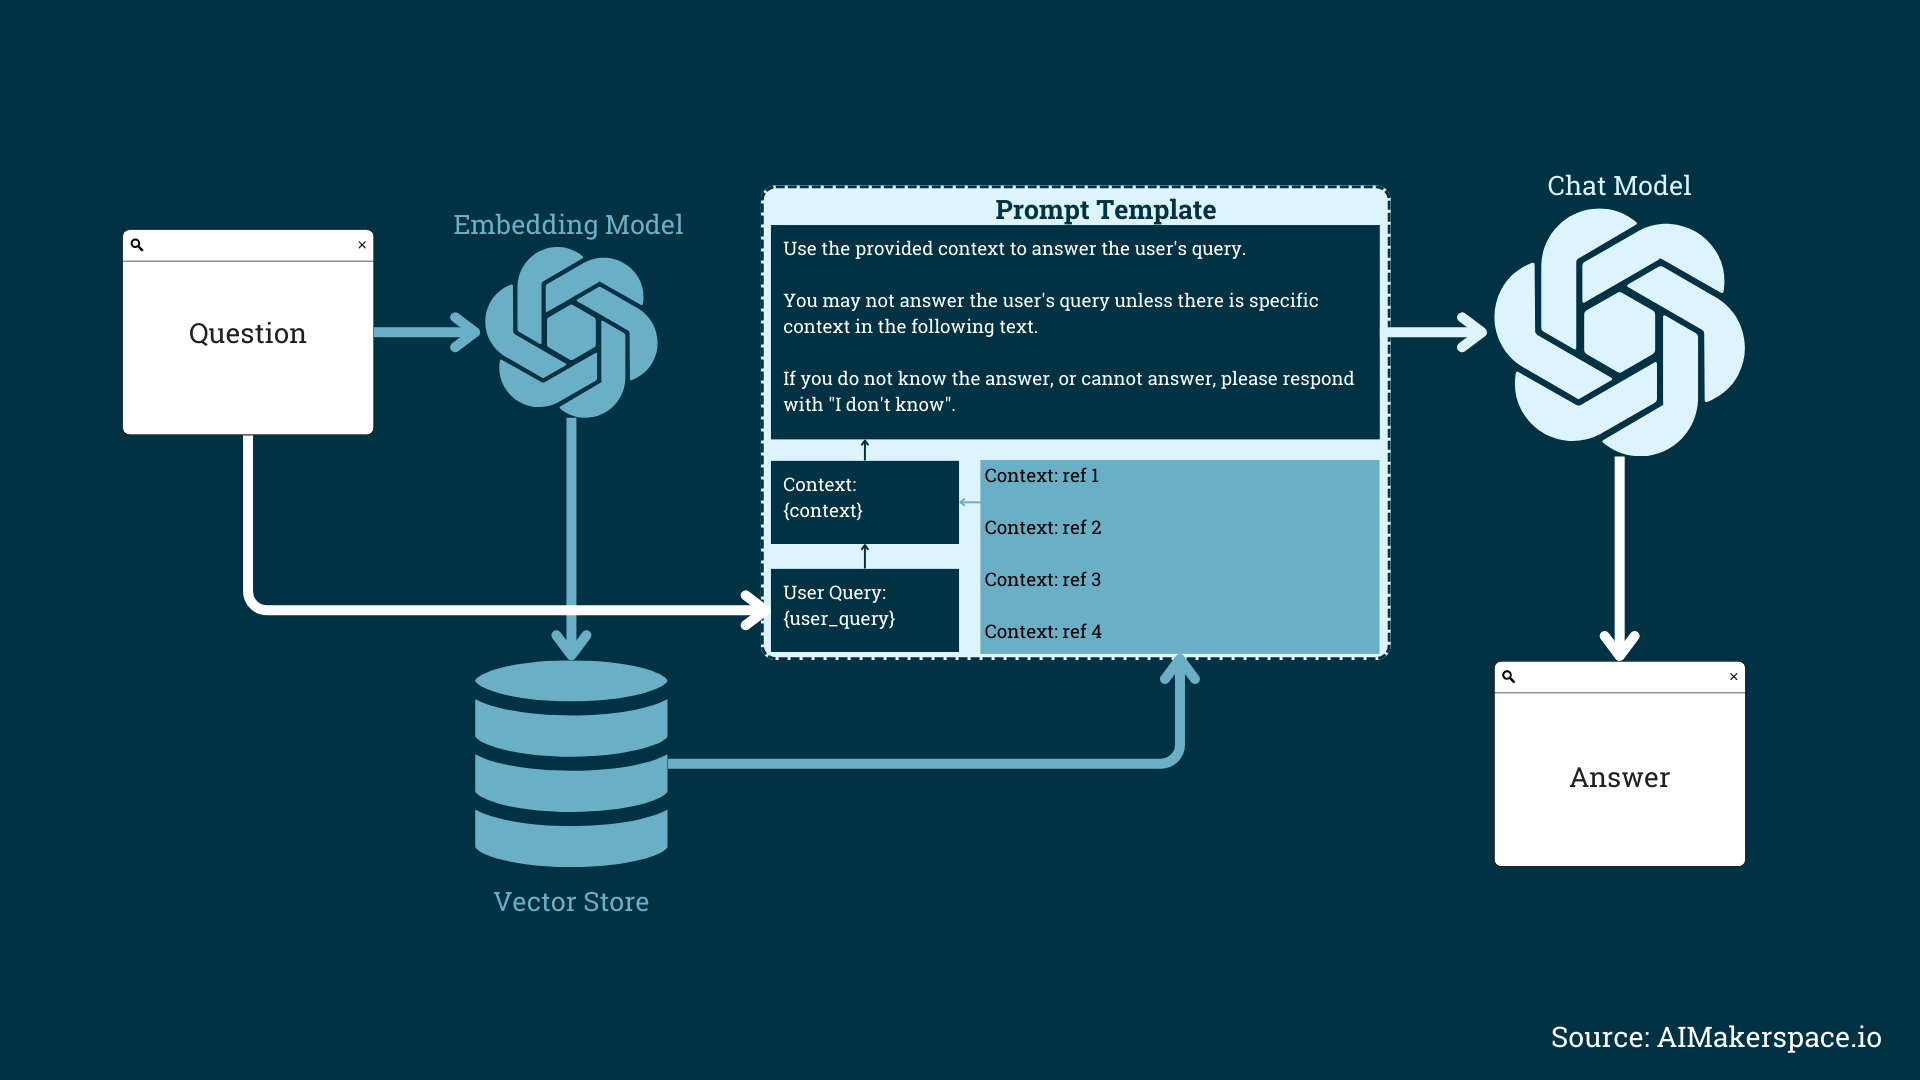 Question
Embedding Model
Vector Store
Prompt Template
Use the provided context to answer the user's query.
You may not answer the user's query unless there is specific
context in the following text.
If you do not know the answer, or cannot answer, please respond
with "I don't know".
Context:
{context}
User Query:
{user_query}
Context: ref 1
Context: ref 2
Context: ref 3
Context: ref 4
Chat Model
Answer
Source: AIMakerspace.io